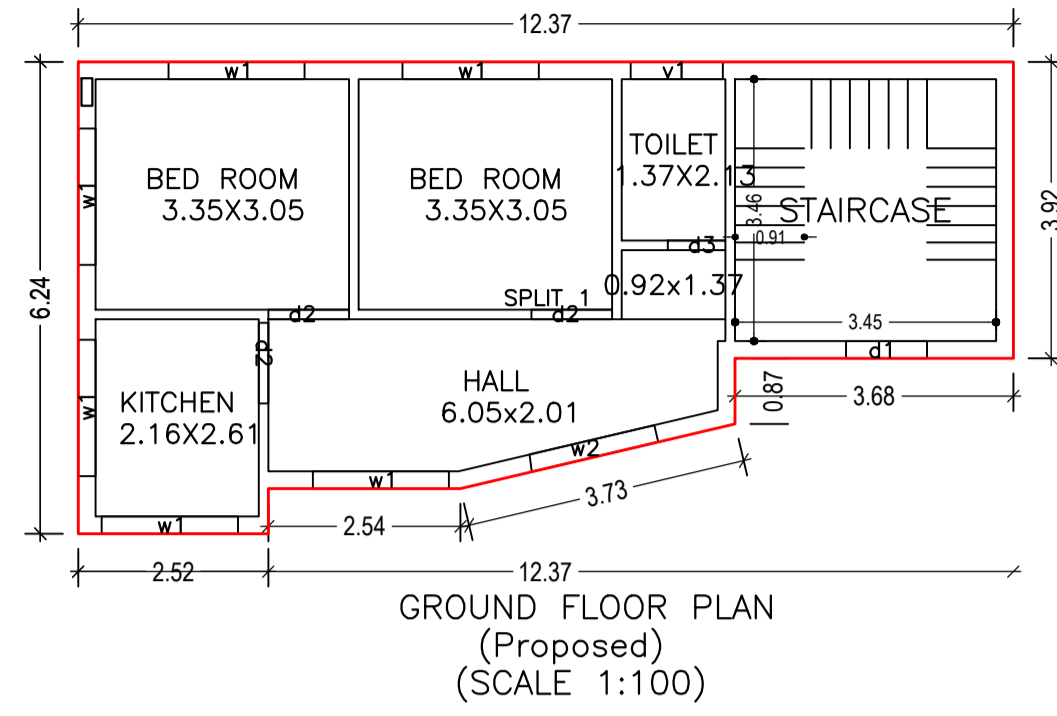 12.37
w1
w1
v1
BED ROOM
3.35X3.05
BED ROOM
3.35X3.05
TOILET
1.37X2.13
STAIRCASE
3.46
0.91
3.92
w1
6.24
d3
0.92x1.37
SPLIT 1
d2
d2
d2
3.45
d1
HALL
6.05x2.01
KITCHEN
2.16X2.61
w1
0.87
3.68
w2
w1
3.73
w1
2.54
2.52
12.37
GROUND FLOOR PLAN
(Proposed)
(SCALE 1:100)